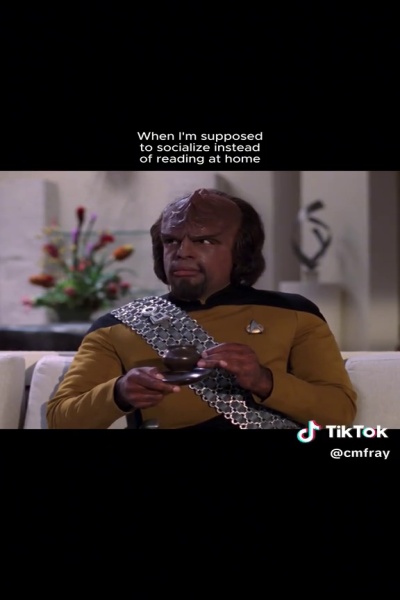 When I'm supposed
to socialize instead
of reading at home
TikTok
@cmfray